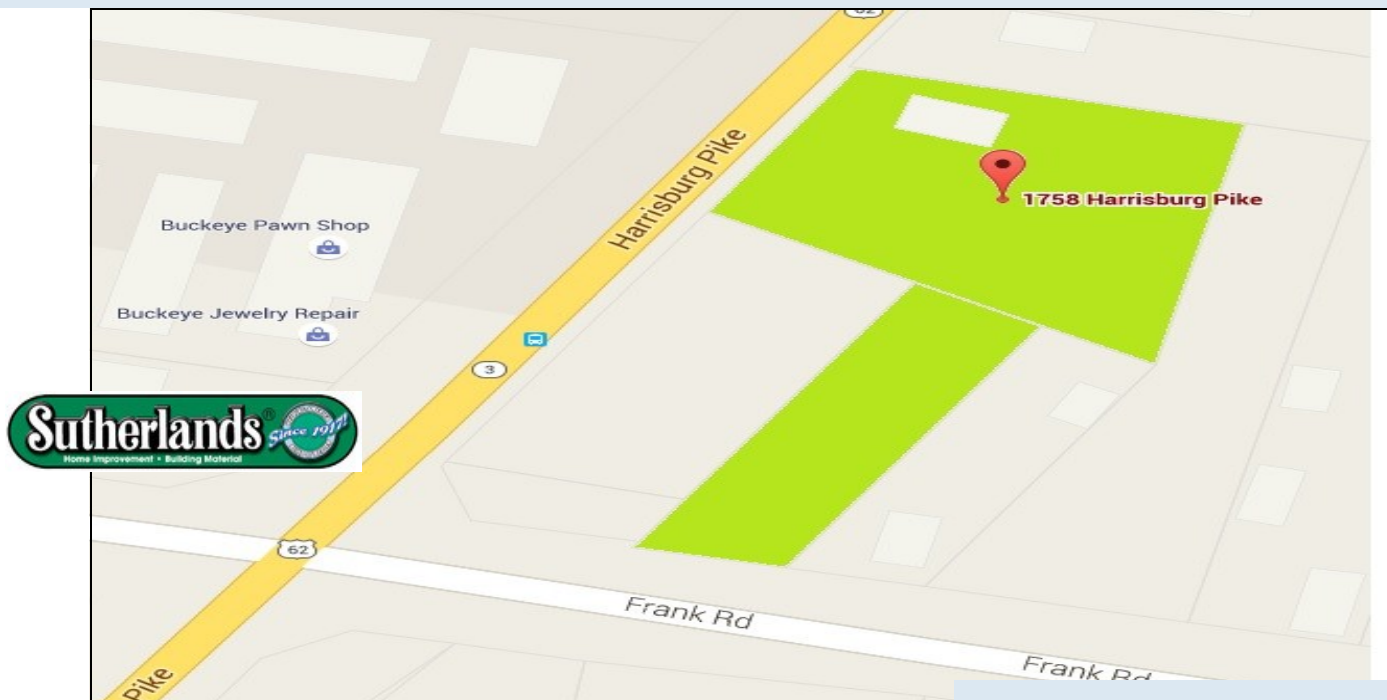 62
Harrisburg Pike
1758 Harrisburg Pike
Buckeye Pawn Shop
Buckeye Jewelry Repair
3
Sutherlands®
Since 1917!
Home Improvement • Building Material
62
Frank Rd
Frank Rd
Pike